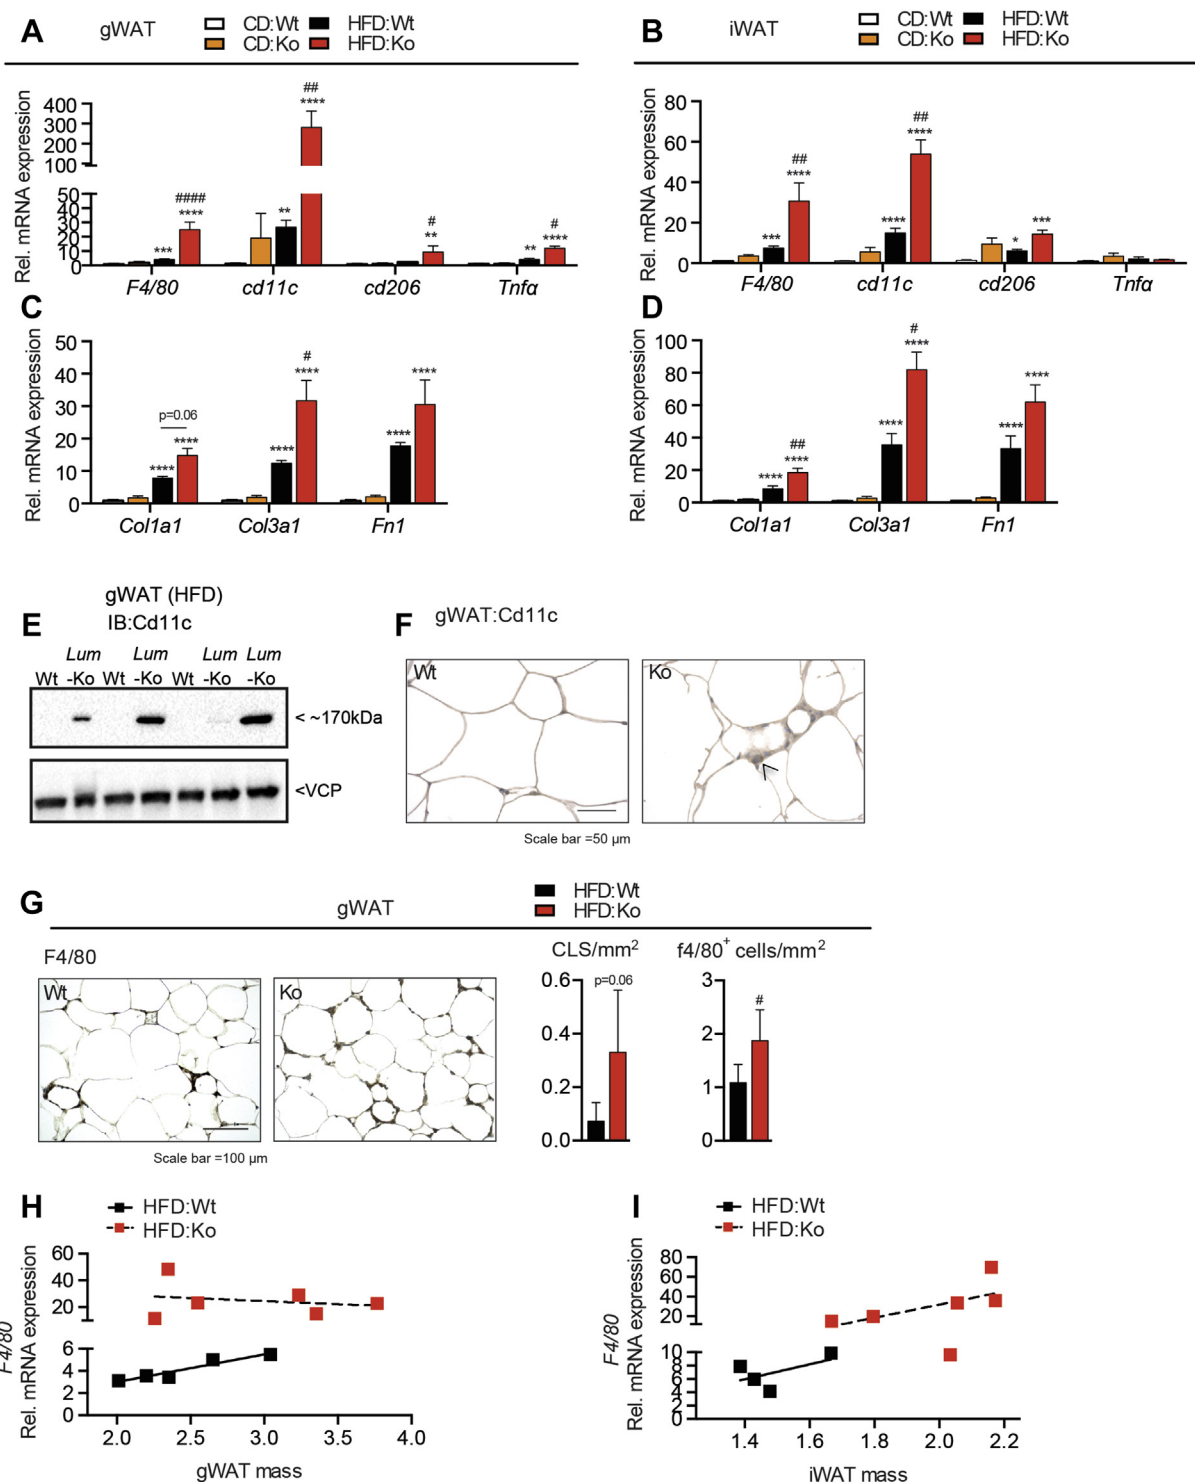 A gWAT
CD:Wt HFD:Wt
CD:Ko HFD:Ko
Rel. mRNA expression
400
300
200
100
50
40
30
20
10
0
*** #### ****
** ## ****
# **
** # ****
F4/80 cd11c cd206 Tnfα
B iWAT
CD:Wt HFD:Wt
CD:Ko HFD:Ko
Rel. mRNA expression
80
60
40
20
0
*** ## ****
**** ## ****
* ***
F4/80 cd11c cd206 Tnfα
C
Rel. mRNA expression
50
40
30
20
10
0
p=0.06
**** ****
**** # ****
**** ****
Col1a1 Col3a1 Fn1
D
Rel. mRNA expression
100
80
60
40
20
0
**** ## ****
**** # ****
**** ****
Col1a1 Col3a1 Fn1
E gWAT (HFD)
IB:Cd11c
Lum Lum Lum Lum
Wt -Ko Wt -Ko Wt -Ko -Ko
< ~170kDa
<VCP
F gWAT:Cd11c
Wt Ko
Scale bar =50 µm
G gWAT
HFD:Wt
HFD:Ko
F4/80
Wt Ko
Scale bar =100 µm
CLS/mm2
0.6
0.4
0.2
0.0
p=0.06
f4/80+ cells/mm2
3
2
1
0
#
H HFD:Wt
HFD:Ko
F4/80
Rel. mRNA expression
60
40
20
6
4
2
0
2.0 2.5 3.0 3.5 4.0
gWAT mass
I HFD:Wt
HFD:Ko
F4/80
Rel. mRNA expression
80
60
40
20
10
8
6
4
2
0
1.4 1.6 1.8 2.0 2.2
iWAT mass